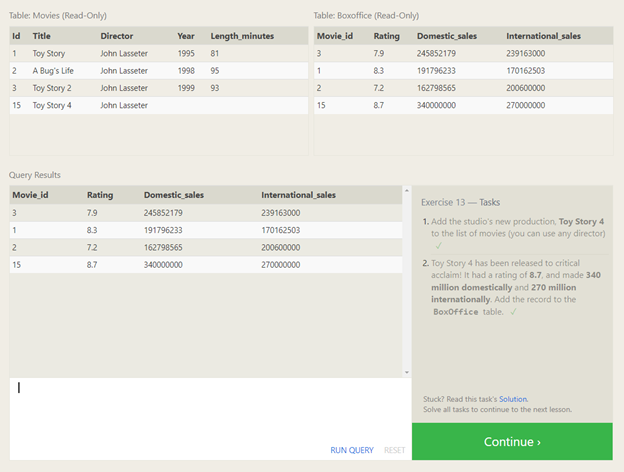 Table: Movies (Read-Only)
Id Title Director Year Length_minutes
1 Toy Story John Lasseter 1995 81
2 A Bug's Life John Lasseter 1998 95
3 Toy Story 2 John Lasseter 1999 93
15 Toy Story 4 John Lasseter
Table: Boxoffice (Read-Only)
Movie_id Rating Domestic_sales International_sales
3 7.9 245852179 239163000
1 8.3 191796233 170162503
2 7.2 162798565 200600000
15 8.7 340000000 270000000
Query Results
Movie_id Rating Domestic_sales International_sales
3 7.9 245852179 239163000
1 8.3 191796233 170162503
2 7.2 162798565 200600000
15 8.7 340000000 270000000
RUN QUERY RESET
Exercise 13 — Tasks
1. Add the studio's new production, Toy Story 4
to the list of movies (you can use any director)
✓
2. Toy Story 4 has been released to critical
acclaim! It had a rating of 8.7, and made 340
million domestically and 270 million
internationally. Add the record to the
BoxOffice table. ✓
Stuck? Read this task's Solution.
Solve all tasks to continue to the next lesson.
Continue ›